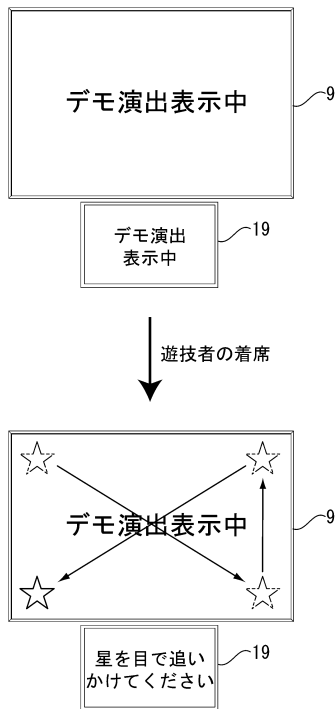 デモ演出表示中
9
デモ演出
表示中
19
遊技者の着席
デモ演出表示中
9
星を目で追い
かけてください
19